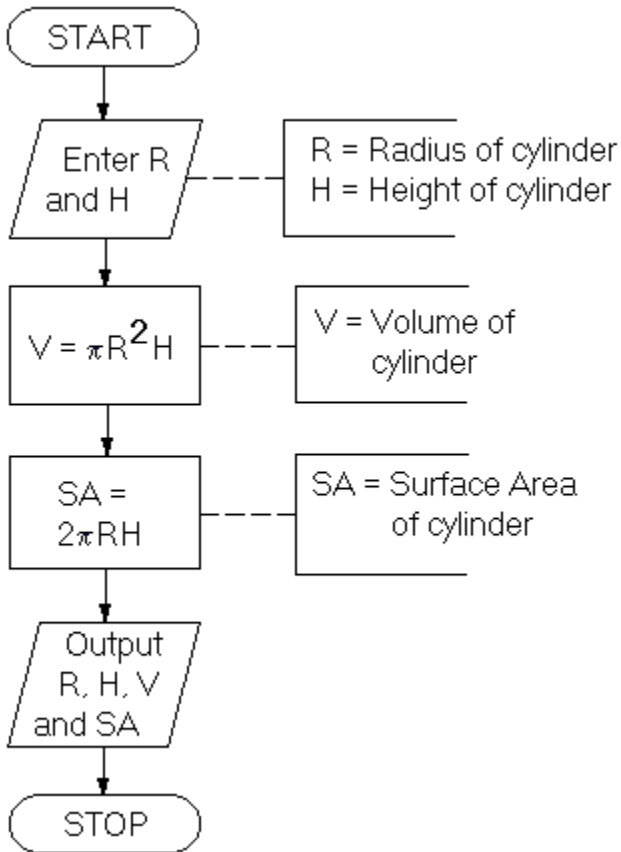 START
Enter R
and H
R = Radius of cylinder
H = Height of cylinder
V = πR²H
V = Volume of
cylinder
SA =
2πRH
SA = Surface Area
of cylinder
Output
R, H, V
and SA
STOP